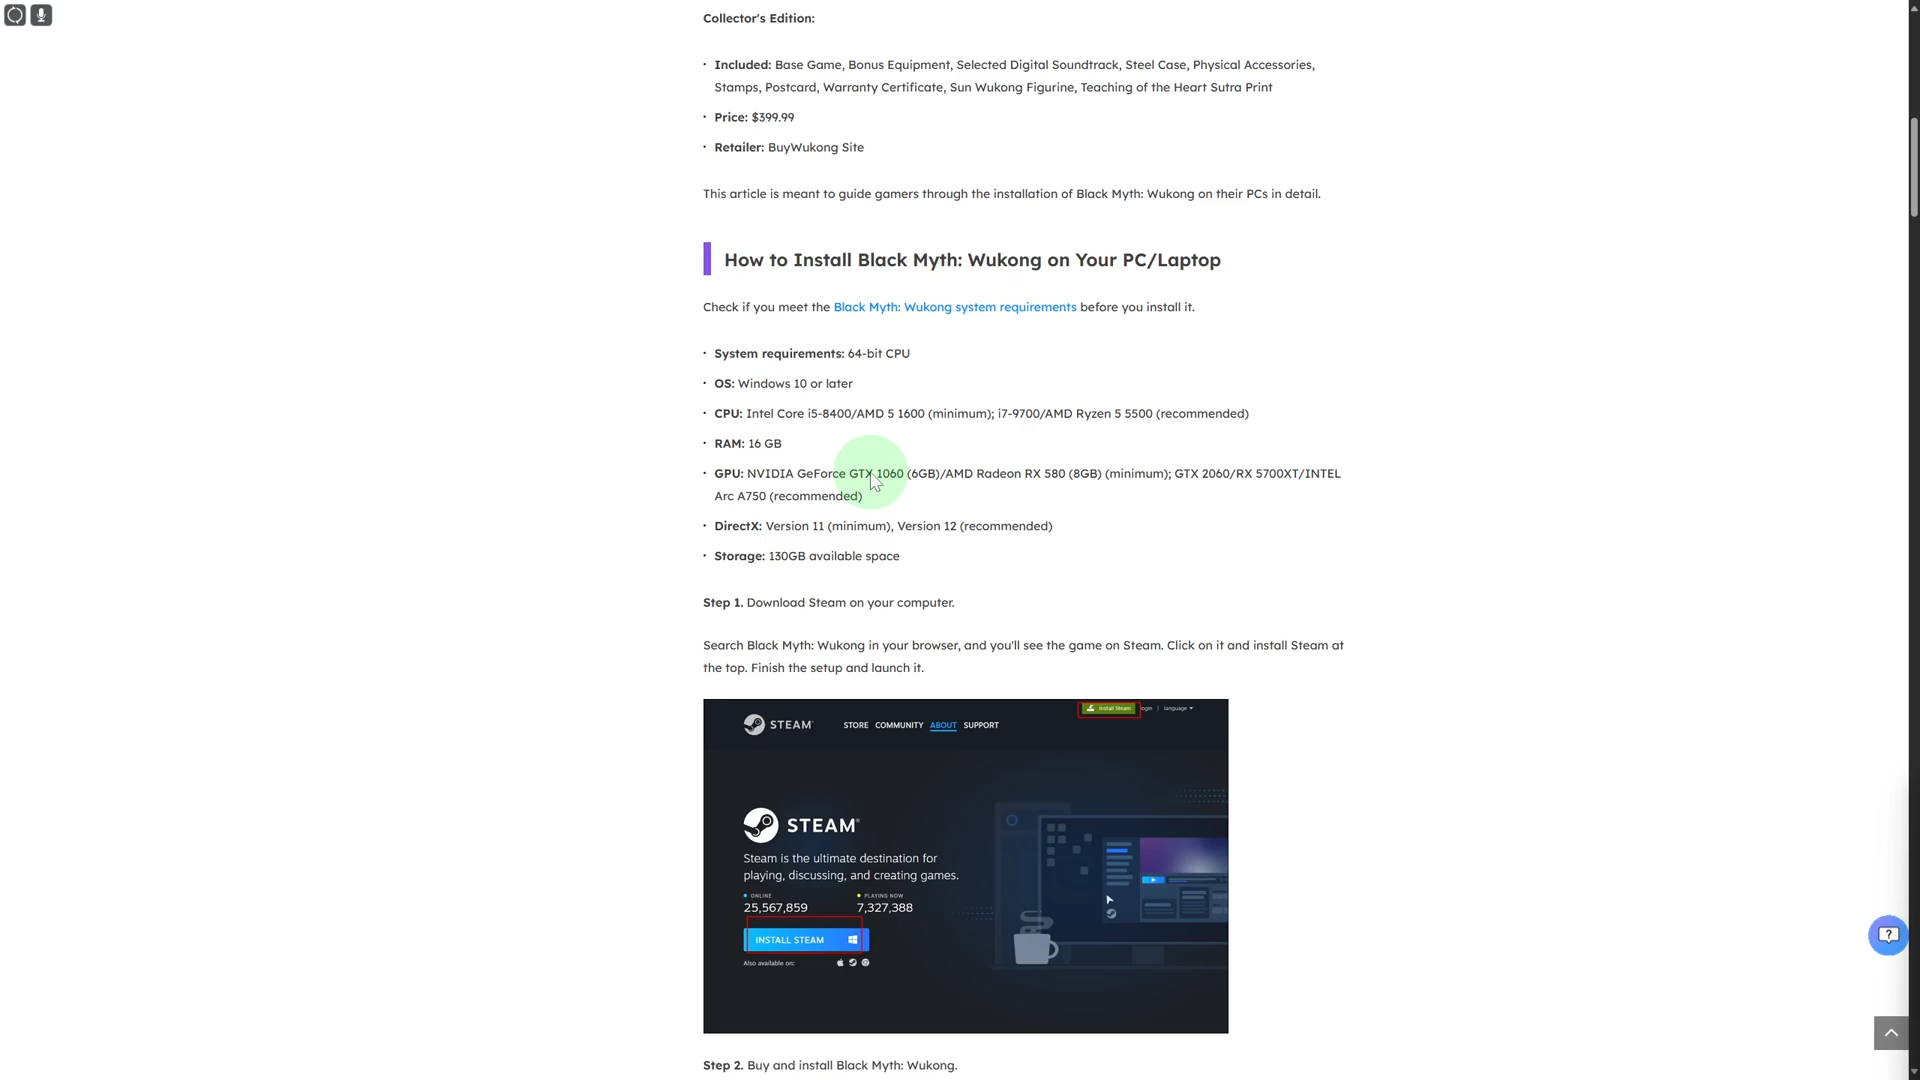 Collector's Edition:
· Included: Base Game, Bonus Equipment, Selected Digital Soundtrack, Steel Case, Physical Accessories,
Stamps, Postcard, Warranty Certificate, Sun Wukong Figurine, Teaching of the Heart Sutra Print
· Price: $399.99
· Retailer: BuyWukong Site
This article is meant to guide gamers through the installation of Black Myth: Wukong on their PCs in detail.
How to Install Black Myth: Wukong on Your PC/Laptop
Check if you meet the Black Myth: Wukong system requirements before you install it.
· System requirements: 64-bit CPU
· OS: Windows 10 or later
· CPU: Intel Core i5-8400/AMD 5 1600 (minimum); i7-9700/AMD Ryzen 5 5500 (recommended)
· RAM: 16 GB
· GPU: NVIDIA GeForce GTX 1060 (6GB)/AMD Radeon RX 580 (8GB) (minimum); GTX 2060/RX 5700XT/INTEL
Arc A750 (recommended)
· DirectX: Version 11 (minimum), Version 12 (recommended)
· Storage: 130GB available space
Step 1. Download Steam on your computer.
Search Black Myth: Wukong in your browser, and you'll see the game on Steam. Click on it and install Steam at
the top. Finish the setup and launch it.
Install Steam login | language
STEAM® STORE COMMUNITY ABOUT SUPPORT
STEAM®
Steam is the ultimate destination for
playing, discussing, and creating games.
ONLINE PLAYING NOW
25,567,859 7,327,388
INSTALL STEAM
Also available on:
Step 2. Buy and install Black Myth: Wukong.